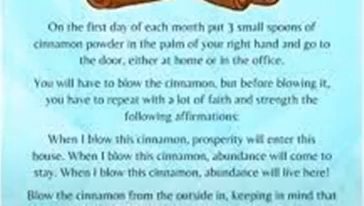 On the first day of each month put 3 small spoons of
cinnamon powder in the palm of your right hand and go to
the door, either at home or in the office.
You will have to blow the cinnamon, but before blowing it,
you have to repeat with a lot of faith and strength the
following affirmations:
When I blow this cinnamon, prosperity will enter this
house. When I blow this cinnamon, abundance will come to
stay. When I blow this cinnamon, abundance will live here!
Blow the cinnamon from the outside in, keeping in mind that